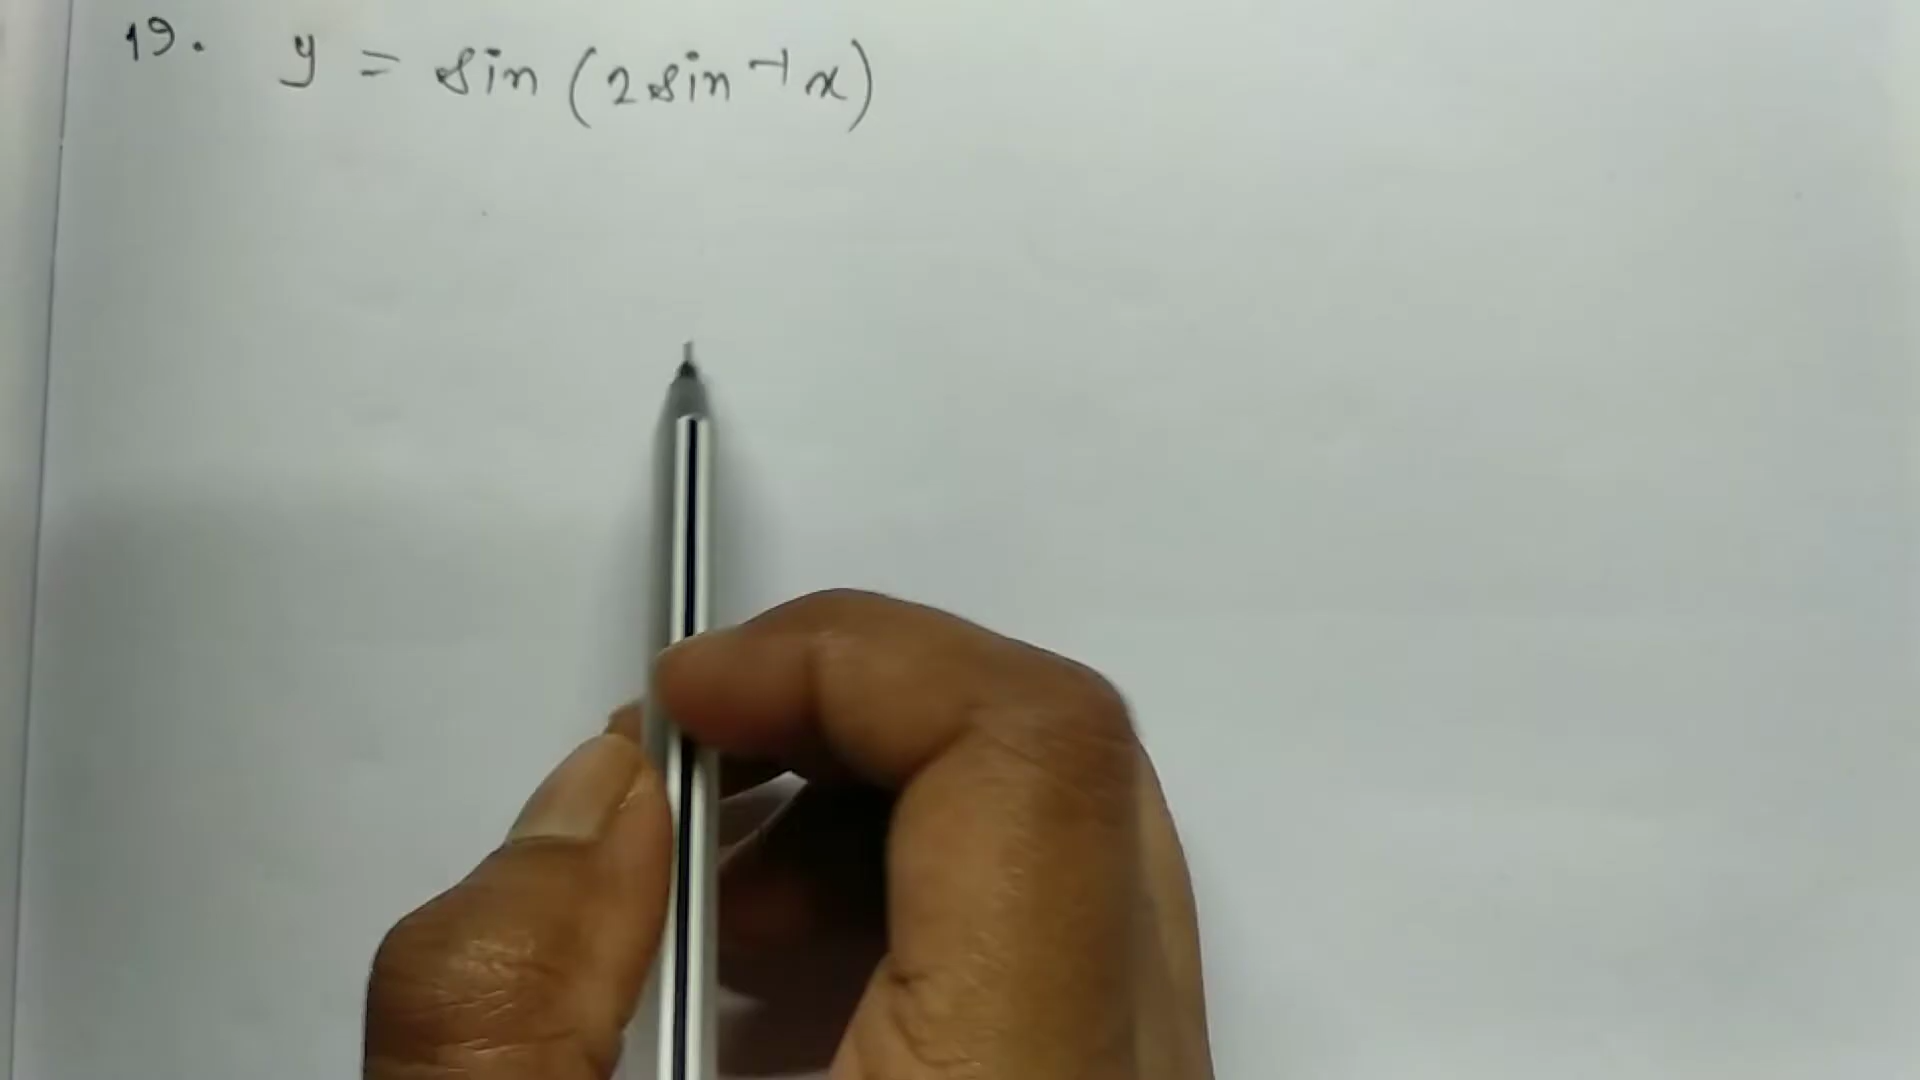 19. y = sin (2 sin⁻¹ x)